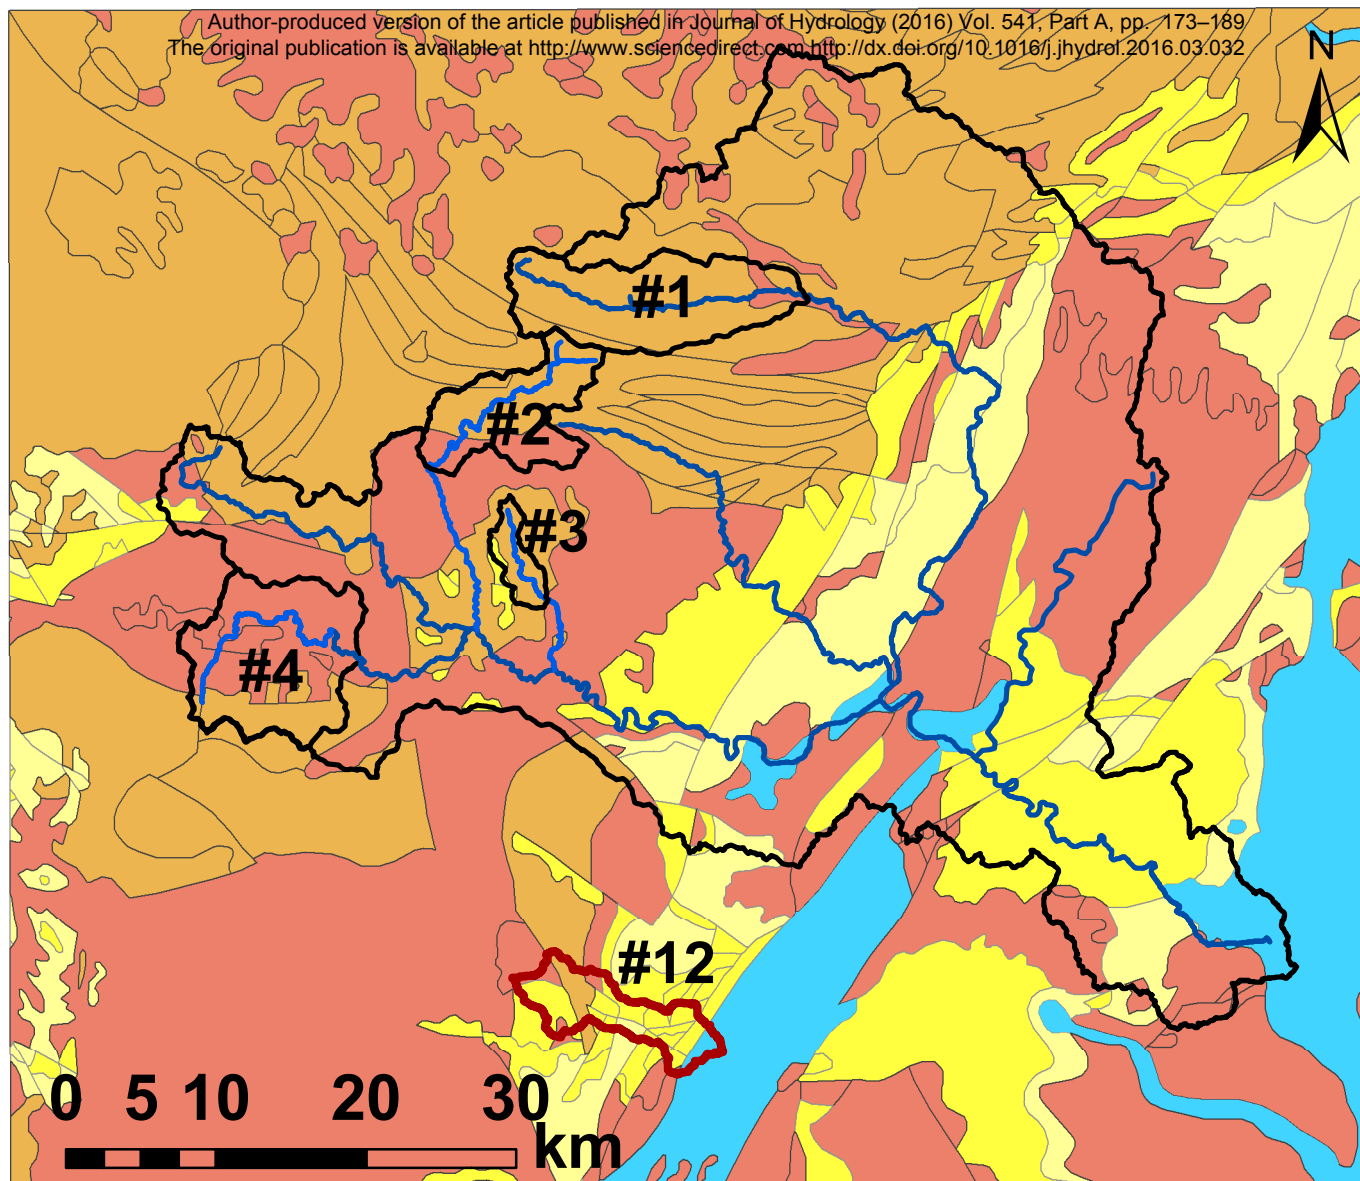 Author-produced version of the article published in Journal of Hydrology (2016) Vol. 541, Part A, pp. 173–189
The original publication is available at http://www.sciencedirect.com http://dx.doi.org/10.1016/j.jhydrol.2016.03.032
N
#1
#2
#3
#4
#12
0 5 10 20 30
km